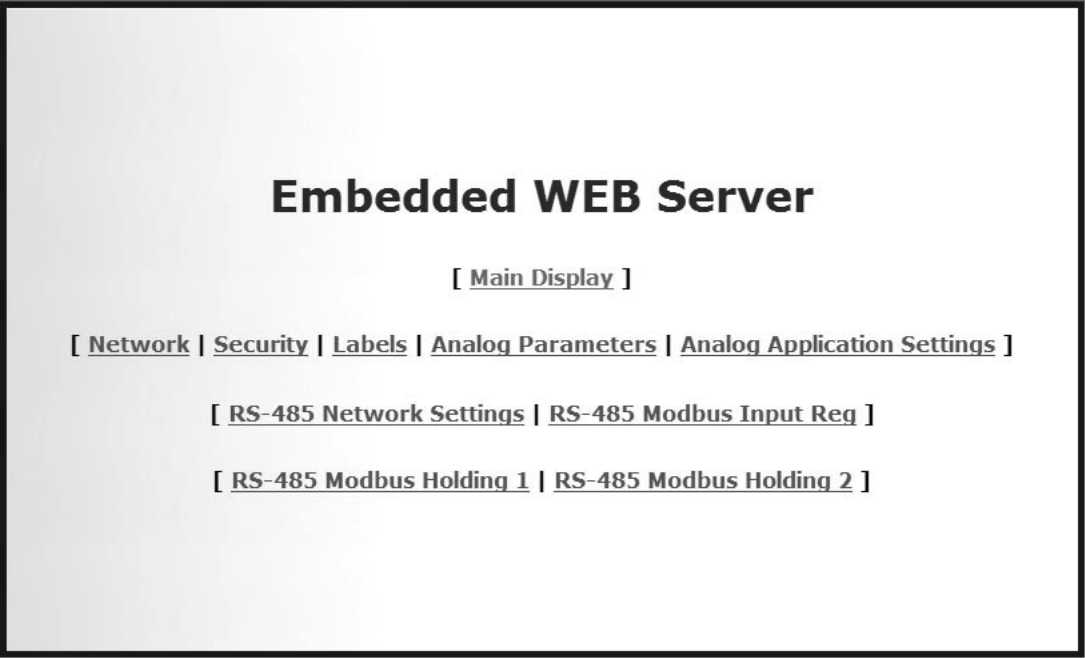 Embedded WEB Server
[ Main Display ]
[ Network | Security | Labels | Analog Parameters | Analog Application Settings ]
[ RS-485 Network Settings | RS-485 Modbus Input Reg ]
[ RS-485 Modbus Holding 1 | RS-485 Modbus Holding 2 ]